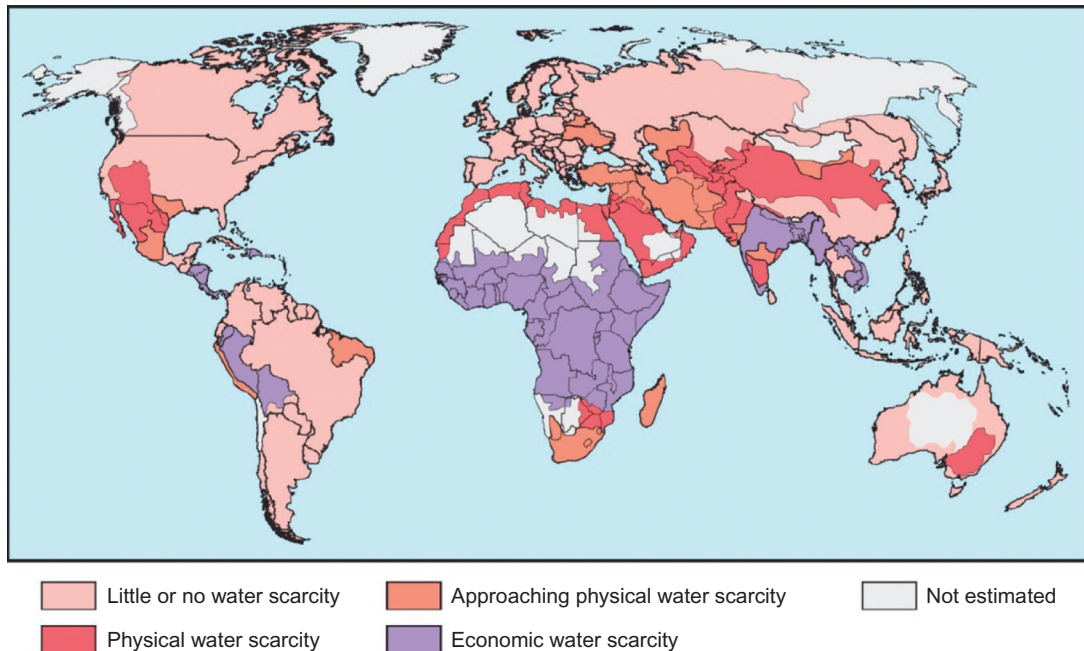 Little or no water scarcity
Approaching physical water scarcity
Not estimated
Physical water scarcity
Economic water scarcity